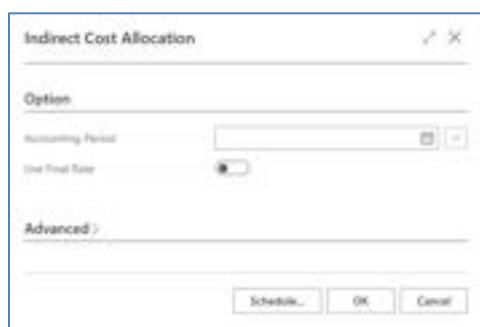 Indirect Cost Allocation
Option
Accounting Period
Use Final Rate
Advanced >
Schedule... OK Cancel